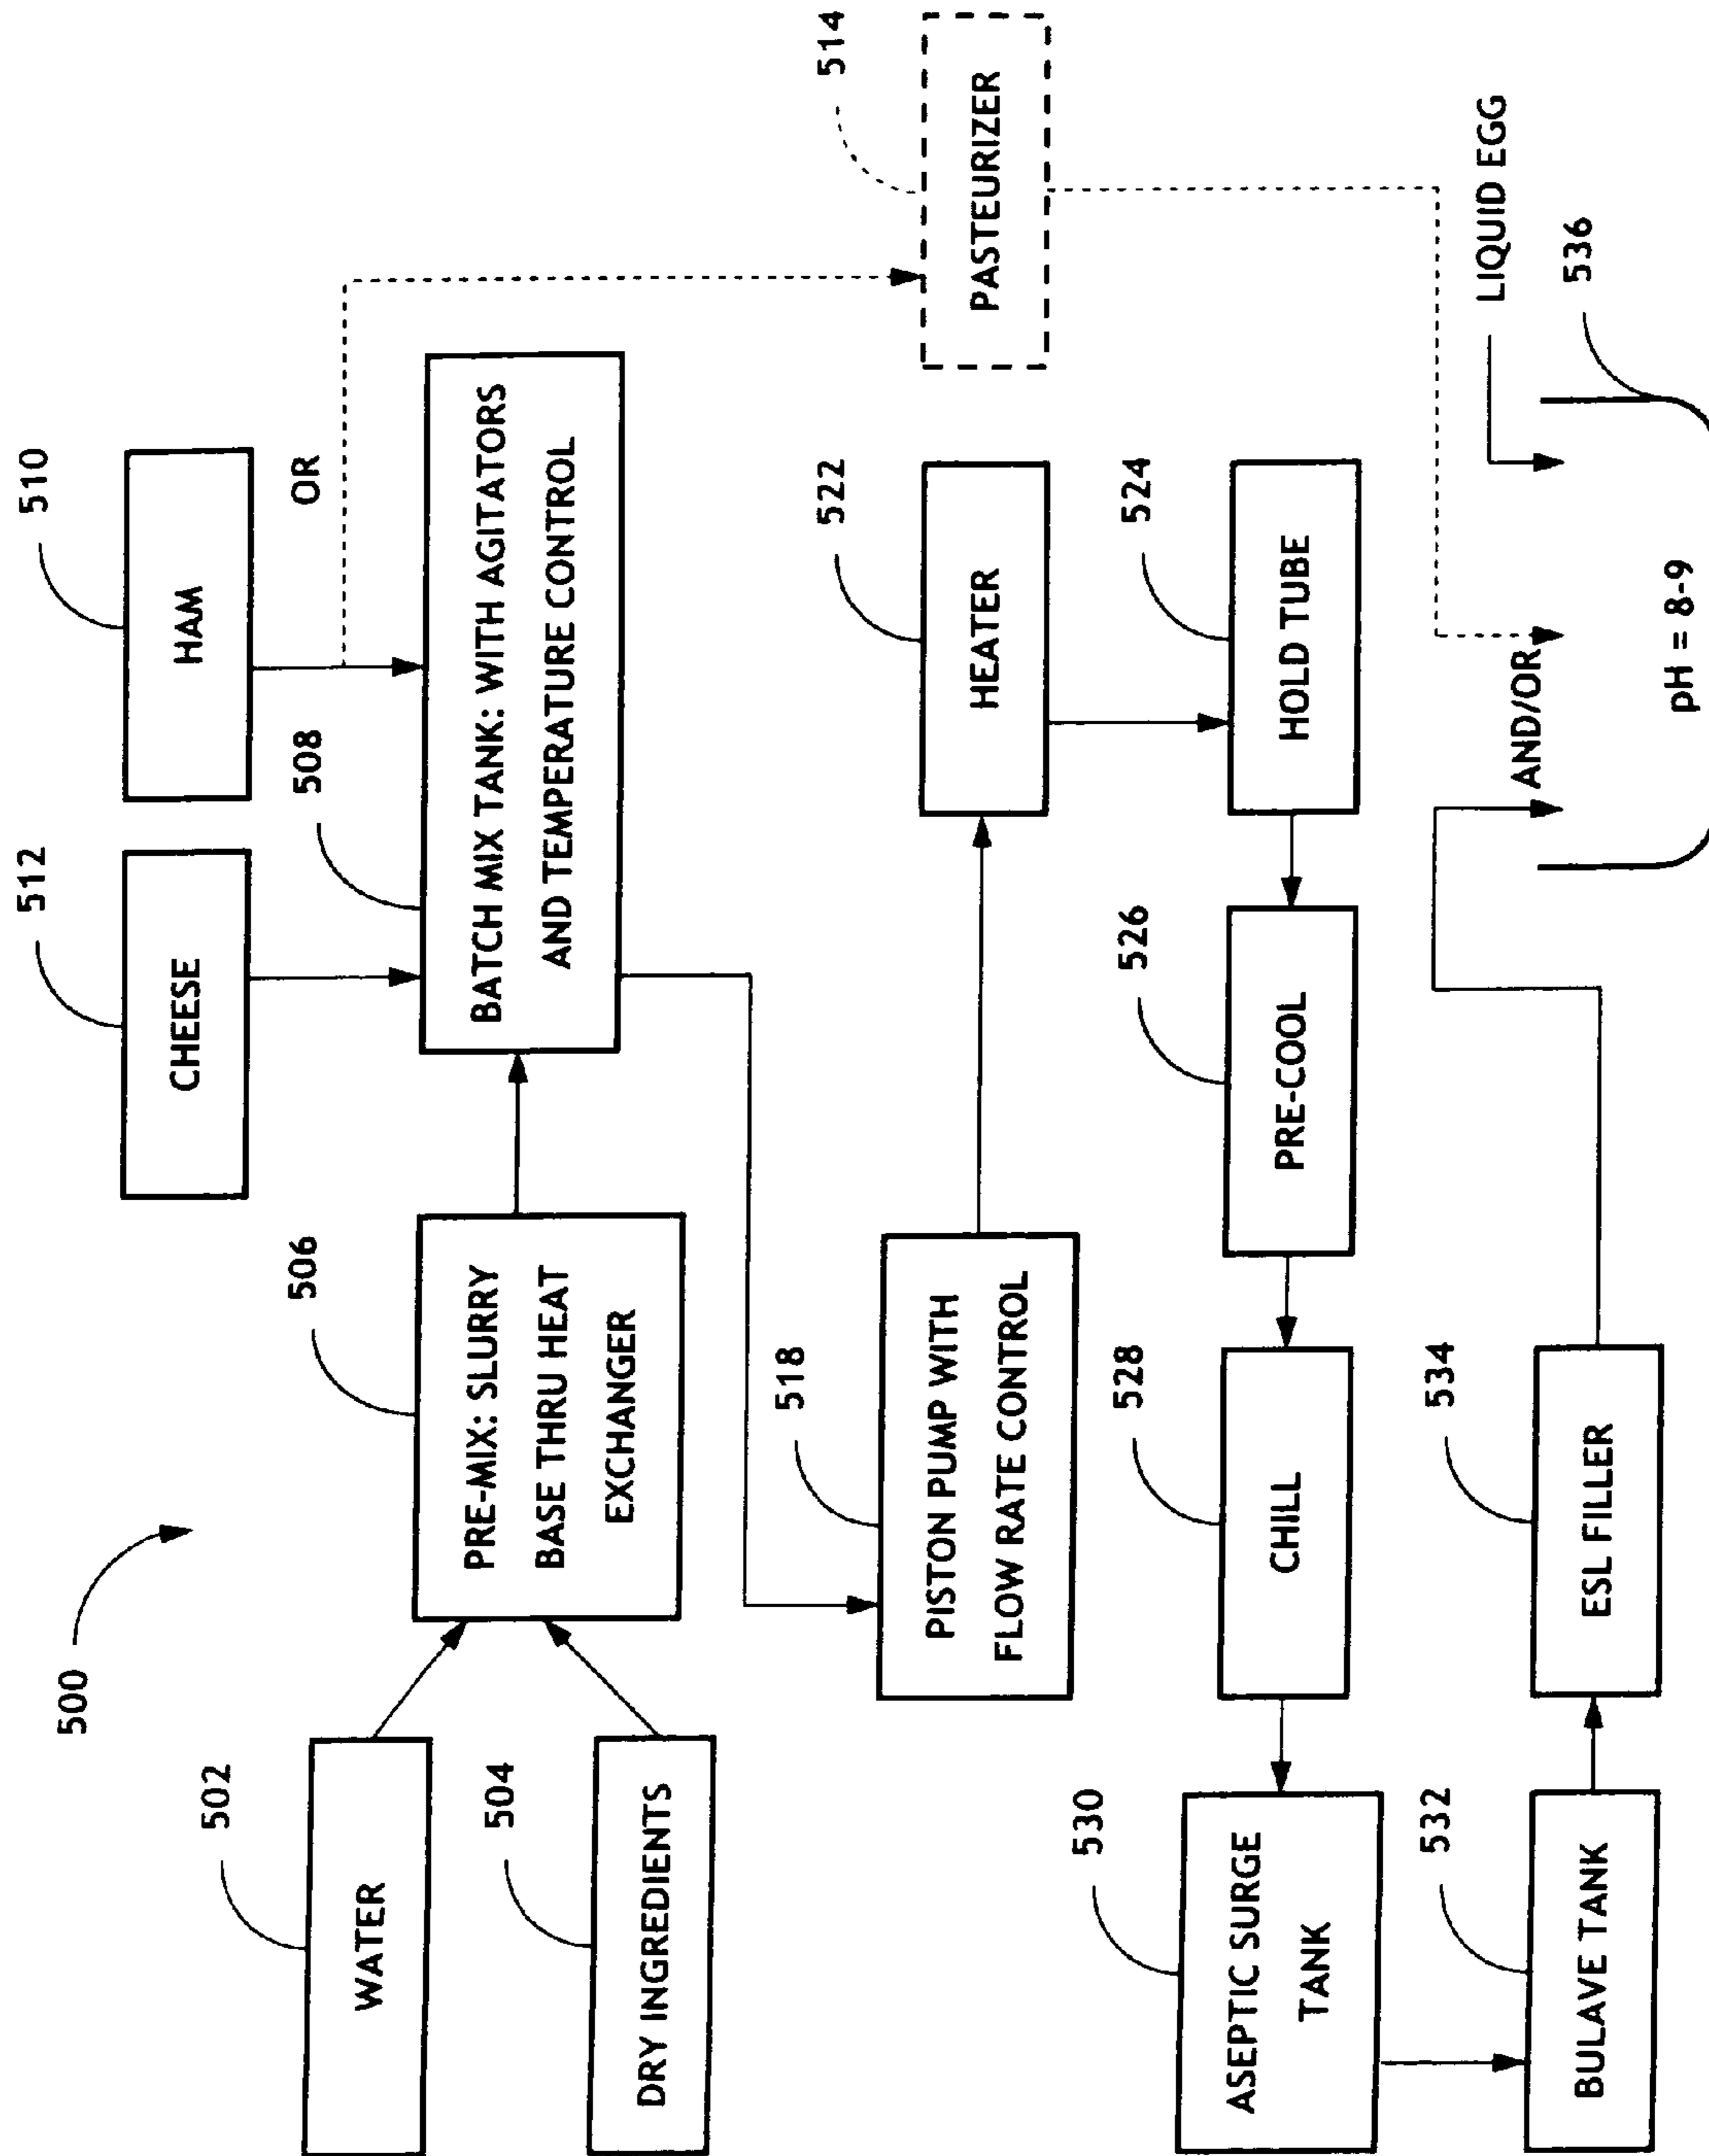 500
502
WATER
504
DRY INGREDIENTS
506
PRE-MIX: SLURRY
BASE THRU HEAT
EXCHANGER
512
CHEESE
510
HAM
OR
508
BATCH MIX TANK: WITH AGITATORS
AND TEMPERATURE CONTROL
514
PASTEURIZER
518
PISTON PUMP WITH
FLOW RATE CONTROL
522
HEATER
524
HOLD TUBE
526
PRE-COOL
528
CHILL
530
ASEPTIC SURGE
TANK
532
BULAVE TANK
534
ESL FILLER
AND/OR
LIQUID EGG
536
pH = 8-9